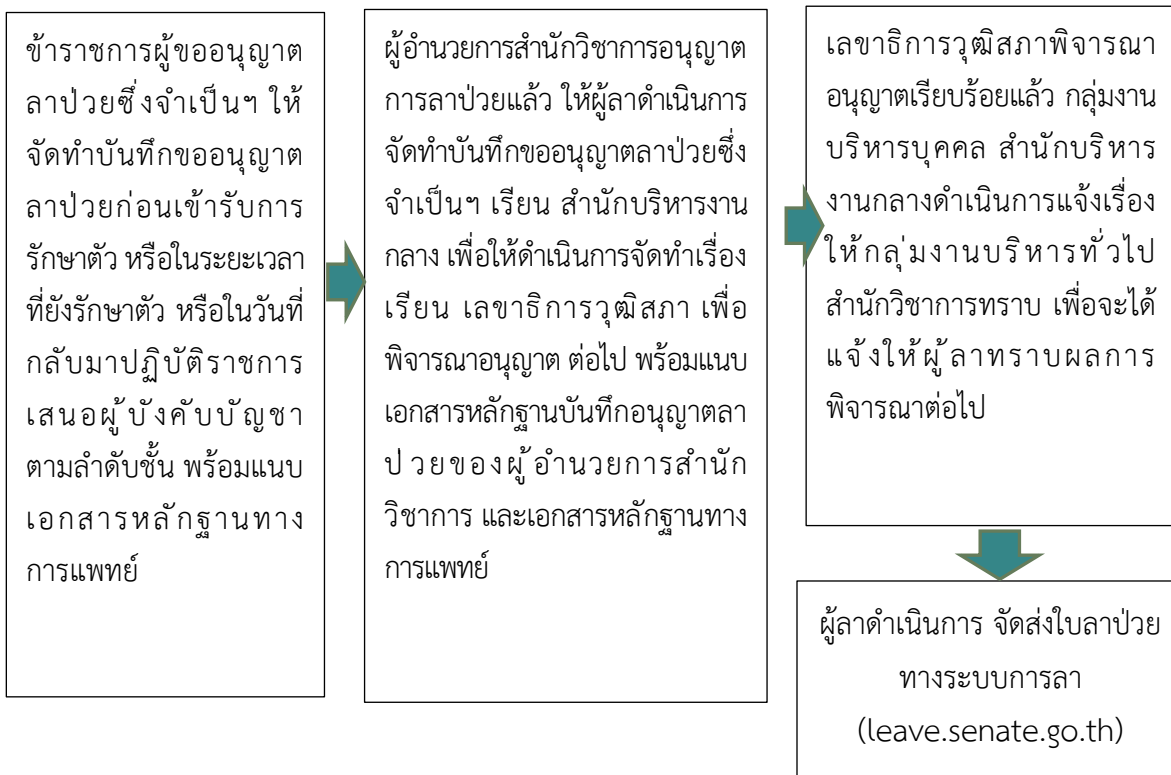 ข้าราชการผู้ขออนุญาต
ลาป่วยซึ่งจำเป็นฯ ให้
จัดทำบันทึกขออนุญาต
ลาป่วยก่อนเข้ารับการ
รักษาตัว หรือในระยะเวลา
ที่ยังรักษาตัว หรือในวันที่
กลับมาปฏิบัติราชการ
เสนอผู้บังคับบัญชา
ตามลำดับชั้น พร้อมแนบ
เอกสารหลักฐานทาง
การแพทย์
ผู้อำนวยการสำนักวิชาการอนุญาต
การลาป่วยแล้ว ให้ผู้ลาดำเนินการ
จัดทำบันทึกขออนุญาตลาป่วยซึ่ง
จำเป็นฯ เรียน สำนักบริหารงาน
กลาง เพื่อให้ดำเนินการจัดทำเรื่อง
เรียน เลขาธิการวุฒิสภา เพื่อ
พิจารณาอนุญาต ต่อไป พร้อมแนบ
เอกสารหลักฐานบันทึกอนุญาตลา
ป่วยของผู้อำนวยการสำนัก
วิชาการ และเอกสารหลักฐานทาง
การแพทย์
เลขาธิการวุฒิสภาพิจารณา
อนุญาตเรียบร้อยแล้ว กลุ่มงาน
บริหารบุคคล สำนักบริหาร
งานกลางดำเนินการแจ้งเรื่อง
ให้กลุ่มงานบริหารทั่วไป
สำนักวิชาการทราบ เพื่อจะได้
แจ้งให้ผู้ลาทราบผลการ
พิจารณาต่อไป
ผู้ลาดำเนินการ จัดส่งใบลาป่วย
ทางระบบการลา
(leave.senate.go.th)